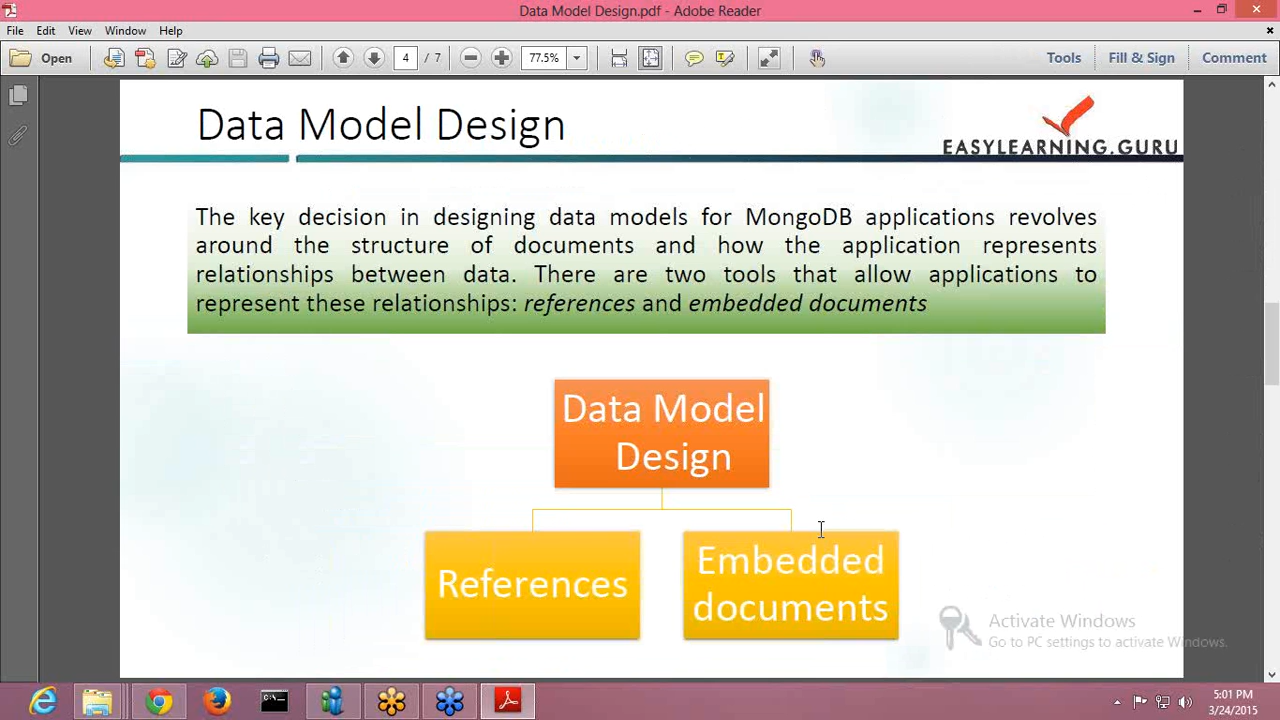 Data Model Design.pdf - Adobe Reader
File Edit View Window Help
Open 4 / 7 77.5% Tools Fill & Sign Comment
Data Model Design
EASYLEARNING.GURU
The key decision in designing data models for MongoDB applications revolves
around the structure of documents and how the application represents
relationships between data. There are two tools that allow applications to
represent these relationships: references and embedded documents
Data Model
Design
References
Embedded
documents
Activate Windows
Go to PC settings to activate Windows.
5:01 PM
3/24/2015